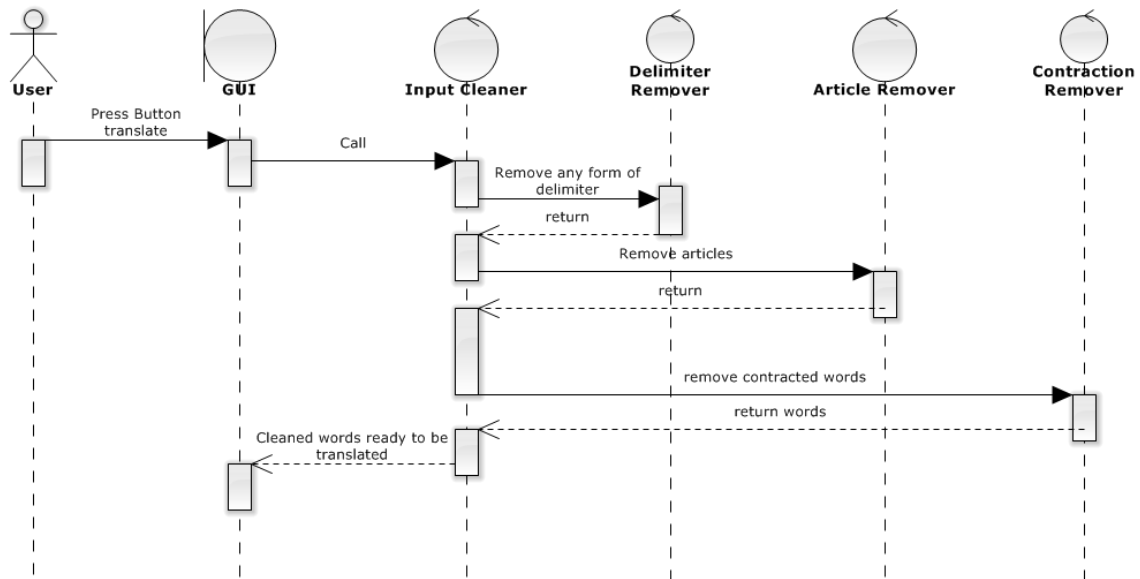 User
GUI
Input Cleaner
Delimiter
Remover
Article Remover
Contraction
Remover
Press Button
translate
Call
Remove any form of
delimiter
return
Remove articles
return
remove contracted words
return words
Cleaned words ready to be
translated